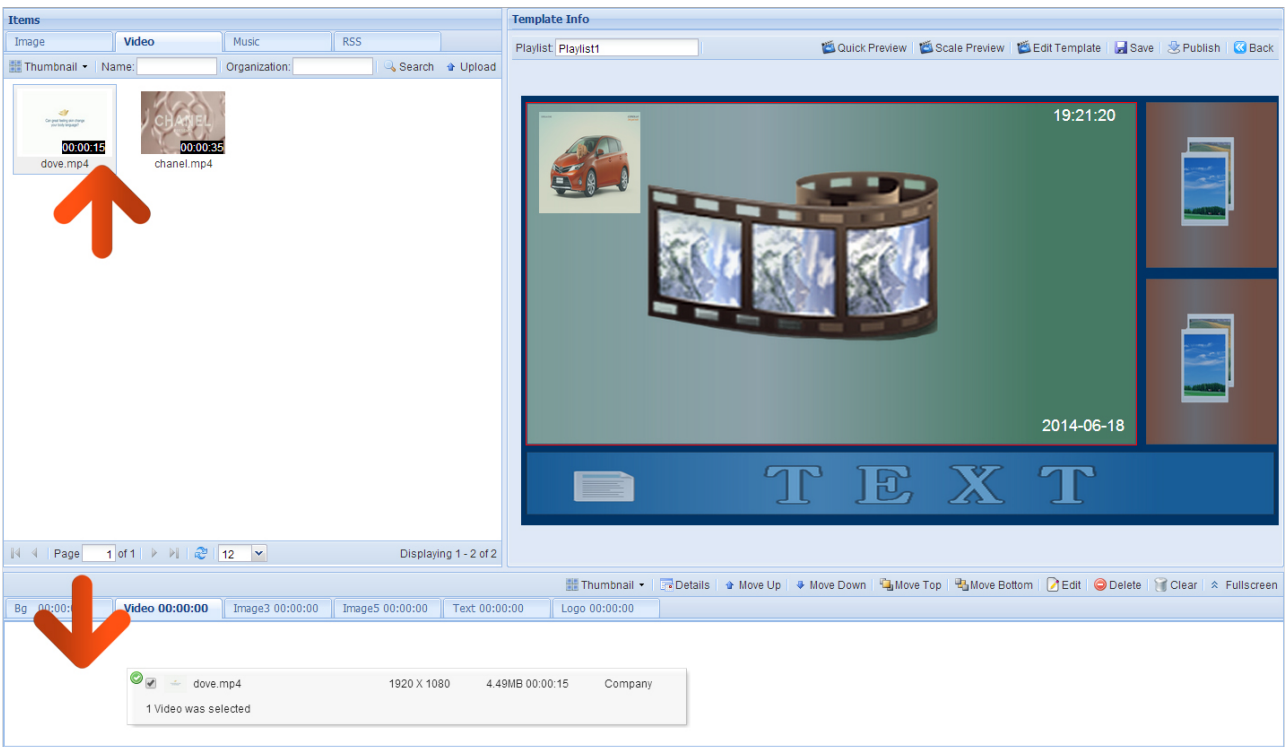 Items
Image Video Music RSS
Thumbnail Name: Organization: Search Upload
00:00:15
dove.mp4
CHANEL
00:00:35
chanel.mp4
Page 1 of 1 12 Displaying 1 - 2 of 2
Template Info
Playlist: Playlist1 Quick Preview Scale Preview Edit Template Save Publish Back
19:21:20
2014-06-18
TEXT
Thumbnail Details Move Up Move Down Move Top Move Bottom Edit Delete Clear Fullscreen
Bg Video 00:00:00 Image3 00:00:00 Image5 00:00:00 Text 00:00:00 Logo 00:00:00
dove.mp4 1920 X 1080 4.49MB 00:00:15 Company
1 Video was selected